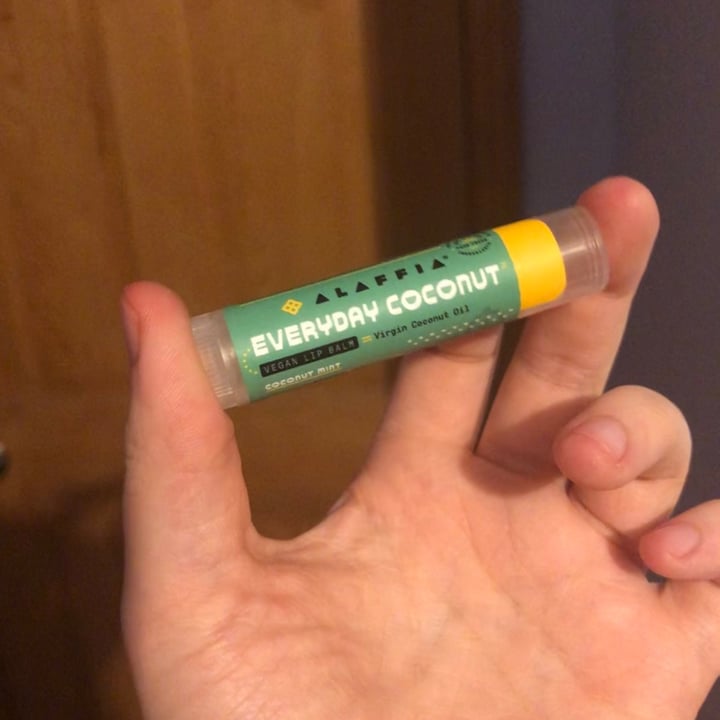 ALAFFIA
EVERYDAY COCONUT
VEGAN LIP BALM Virgin Coconut Oil
COCONUT MINT